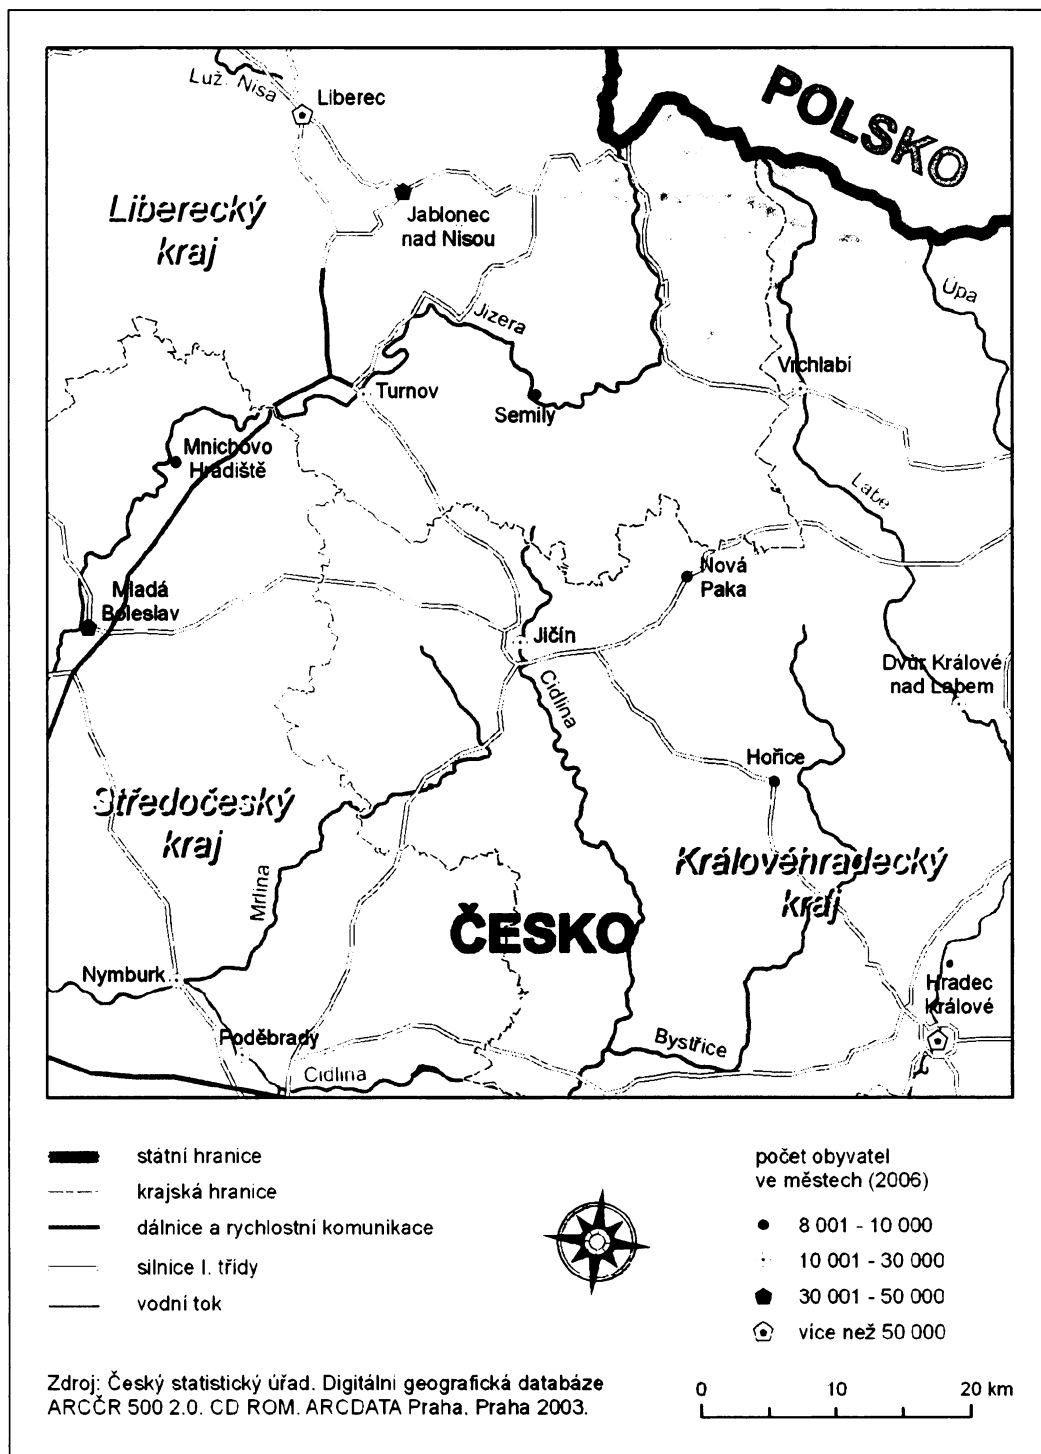 POLSKO
Luž. Nisa
Liberec
Liberecký
kraj
Jablonec
nad Nisou
Úpa
Jizera
Vrchlabí
Turnov
Semily
Mnichovo
Hradiště
Labe
Nová
Paka
Mladá
Boleslav
Jičín
Dvůr Králové
nad Labem
Cidlina
Hořice
Středočeský
kraj
Královéhradecký
kraj
Mrlina
ČESKO
Nymburk
Hradec
Králové
Poděbrady
Bystřice
Cidlina
státní hranice
krajská hranice
dálnice a rychlostní komunikace
silnice I. třídy
vodní tok
počet obyvatel
ve městech (2006)
8 001 - 10 000
10 001 - 30 000
30 001 - 50 000
více než 50 000
Zdroj: Český statistický úřad. Digitální geografická databáze
ARCČR 500 2.0. CD ROM. ARCDATA Praha. Praha 2003.
0 10 20 km